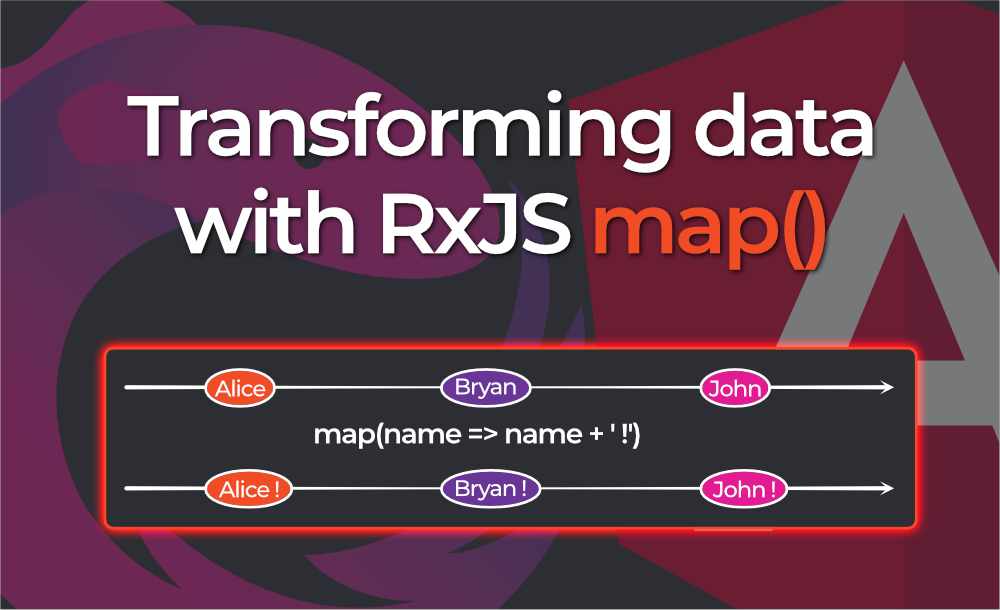 Transforming data
with RxJS map()
Alice Bryan John
map(name => name + ' !')
Alice ! Bryan ! John !